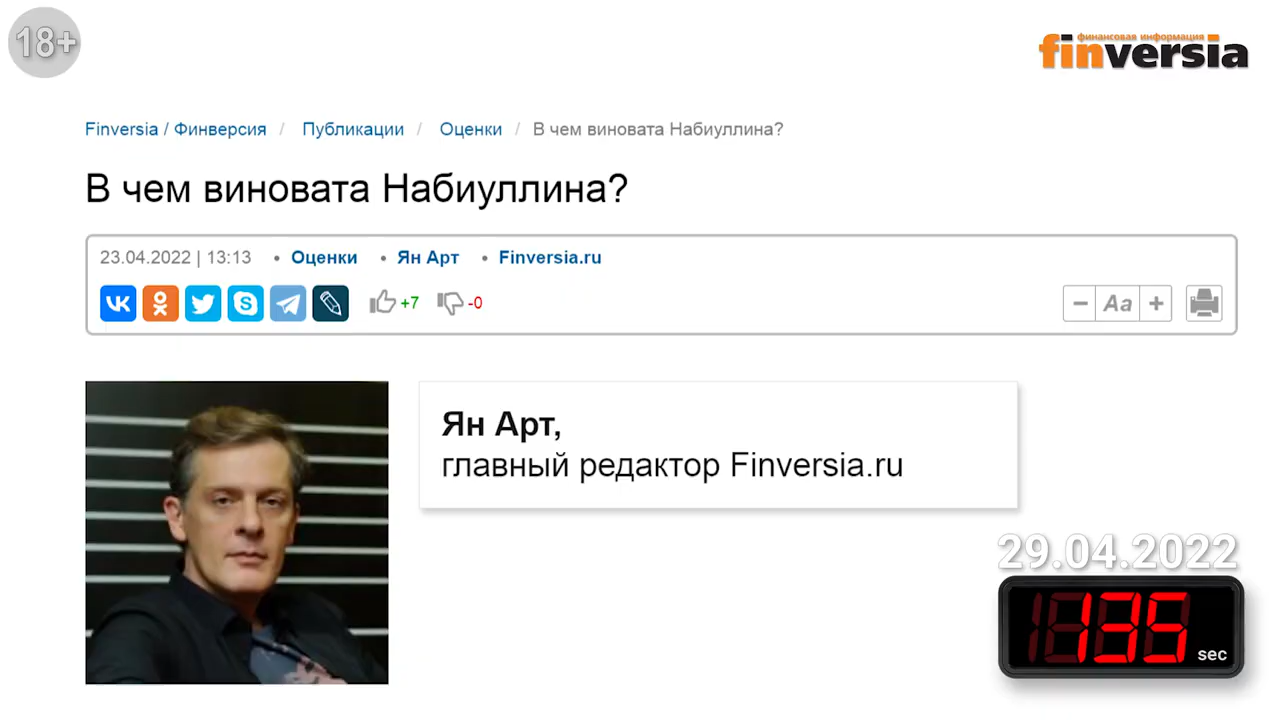 18+
финансовая информация
finversia
Finversia / Финверсия / Публикации / Оценки / В чем виновата Набиуллина?
В чем виновата Набиуллина?
23.04.2022 | 13:13 • Оценки • Ян Арт • Finversia.ru
+7 -0
− Aa +
Ян Арт,
главный редактор Finversia.ru
29.04.2022
135 sec